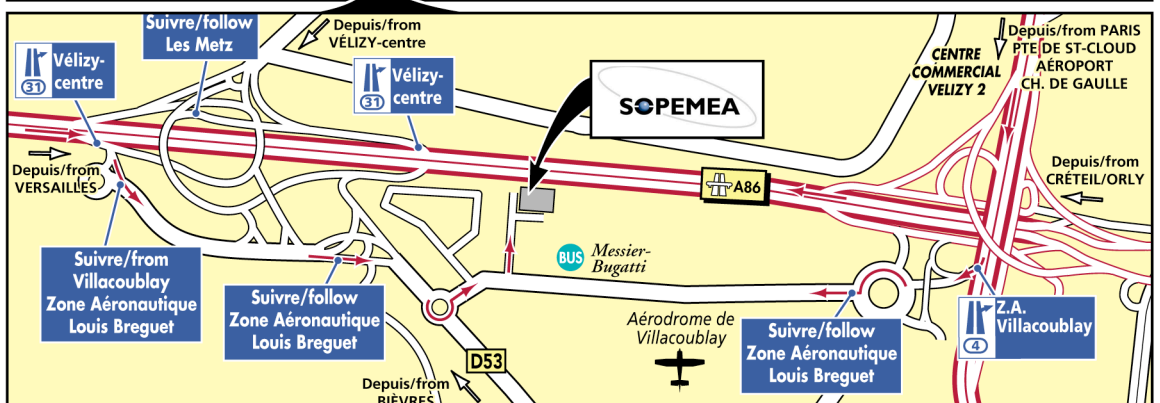 Suivre/follow
Les Metz
Depuis/from
VÉLIZY-centre
31
Vélizy-
centre
31
Vélizy-
centre
SOPEMEA
CENTRE
COMMERCIAL
VELIZY 2
Depuis/from PARIS
PTE DE ST-CLOUD
AÉROPORT
CH. DE GAULLE
Depuis/from
VERSAILLES
Depuis/from
CRÉTEIL/ORLY
A86
Suivre/from
Villacoublay
Zone Aéronautique
Louis Breguet
Suivre/follow
Zone Aéronautique
Louis Breguet
BUS
Messier-
Bugatti
Aérodrome de
Villacoublay
Suivre/follow
Zone Aéronautique
Louis Breguet
4
Z.A.
Villacoublay
D53
Depuis/from
BIÈVRES